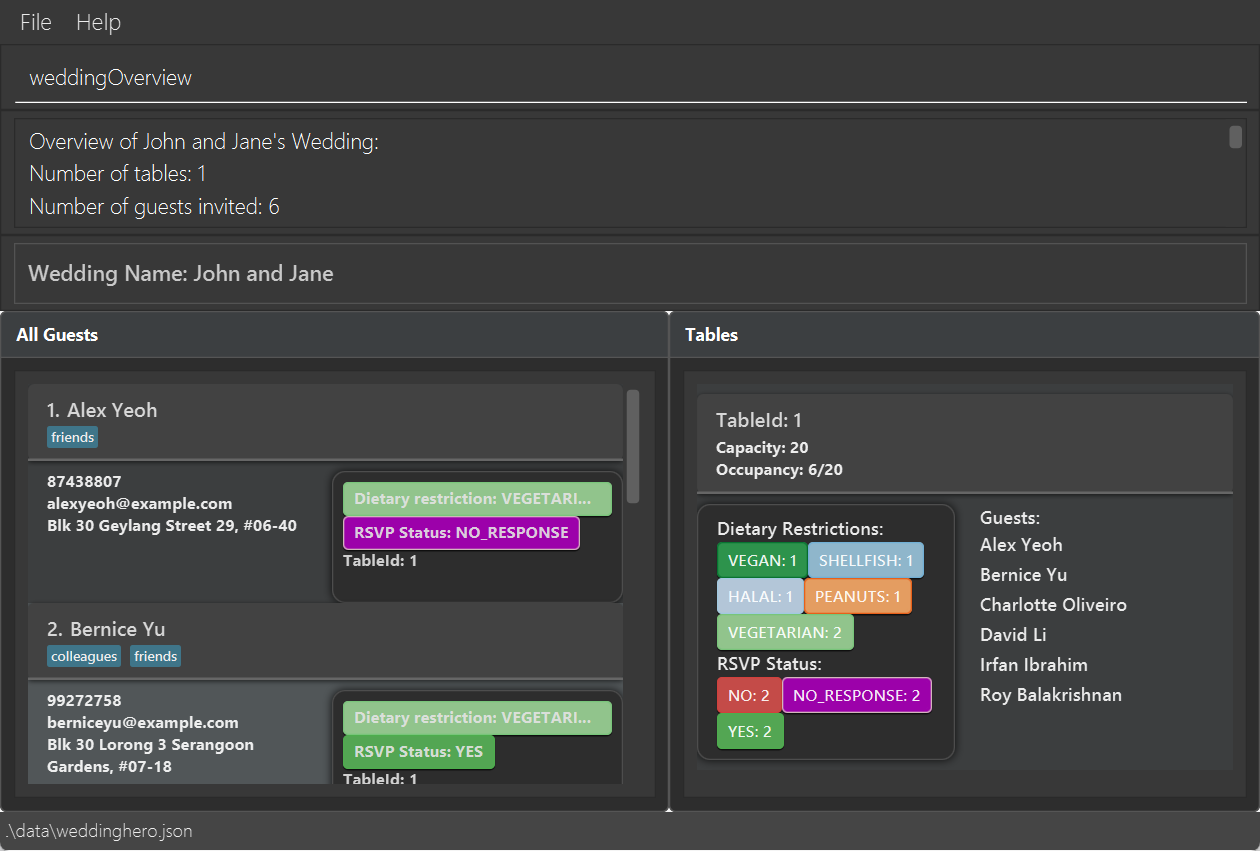 File Help
weddingOverview
Overview of John and Jane's Wedding:
Number of tables: 1
Number of guests invited: 6
Wedding Name: John and Jane
All Guests
1. Alex Yeoh
friends
87438807
alexyeoh@example.com
Blk 30 Geylang Street 29, #06-40
Dietary restriction: VEGETARI...
RSVP Status: NO_RESPONSE
TableId: 1
2. Bernice Yu
colleagues friends
99272758
berniceyu@example.com
Blk 30 Lorong 3 Serangoon
Gardens, #07-18
Dietary restriction: VEGETARI...
RSVP Status: YES
TableId: 1
Tables
TableId: 1
Capacity: 20
Occupancy: 6/20
Dietary Restrictions:
VEGAN: 1 SHELLFISH: 1
HALAL: 1 PEANUTS: 1
VEGETARIAN: 2
RSVP Status:
NO: 2 NO_RESPONSE: 2
YES: 2
Guests:
Alex Yeoh
Bernice Yu
Charlotte Oliveiro
David Li
Irfan Ibrahim
Roy Balakrishnan
.\data\weddinghero.json